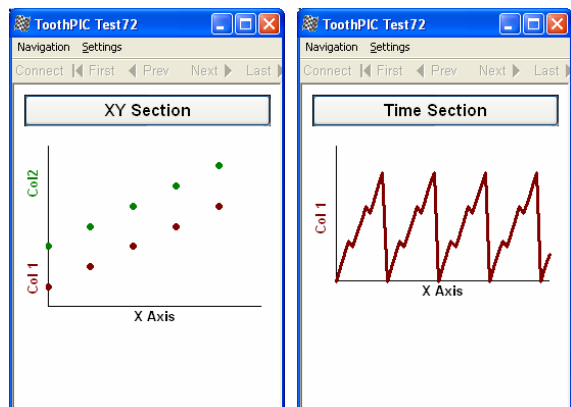 ToothPIC Test72
Navigation Settings
Connect First Prev Next Last
XY Section
Col2
Col 1
X Axis
ToothPIC Test72
Navigation Settings
Connect First Prev Next Last
Time Section
Col 1
X Axis